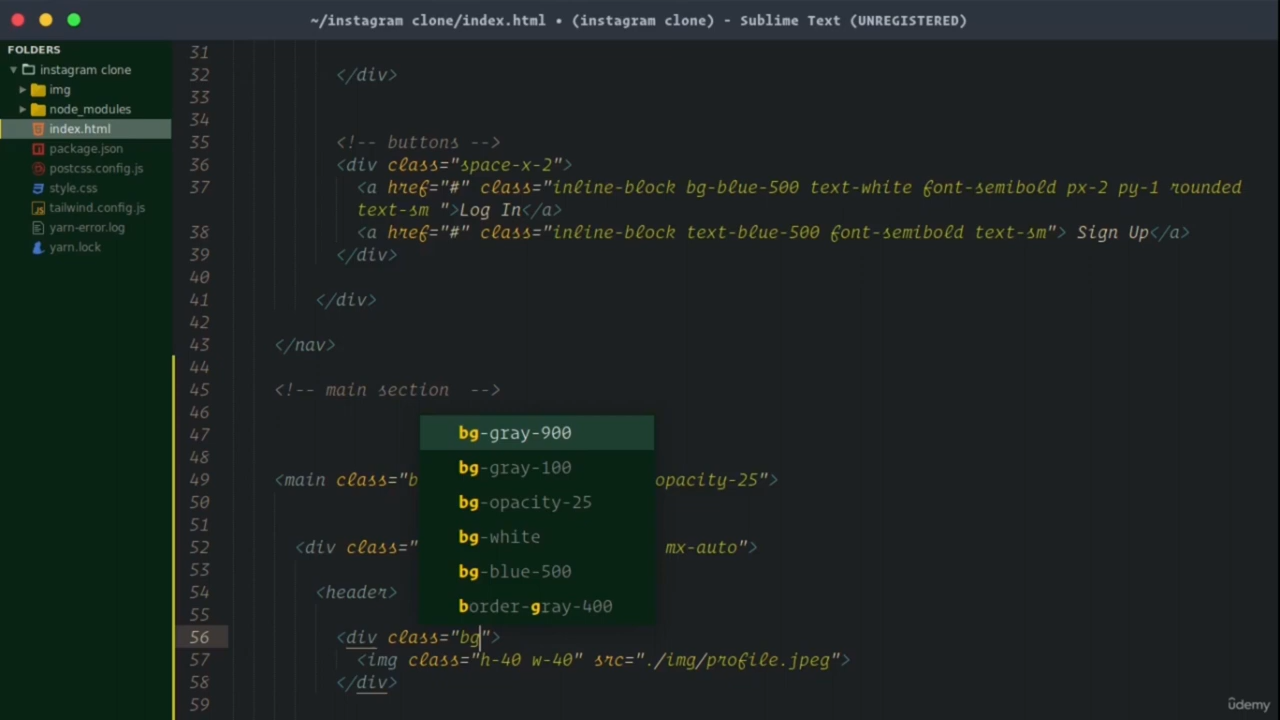 ~/instagram clone/index.html • (instagram clone) - Sublime Text (UNREGISTERED)
FOLDERS
instagram clone
img
node_modules
index.html
package.json
postcss.config.js
style.css
tailwind.config.js
yarn-error.log
yarn.lock
31
32 </div>
33
34
35 <!-- buttons -->
36 <div class="space-x-2">
37 <a href="#" class="inline-block bg-blue-500 text-white font-semibold px-2 py-1 rounded
text-sm ">Log In</a>
38 <a href="#" class="inline-block text-blue-500 font-semibold text-sm"> Sign Up</a>
39 </div>
40
41 </div>
42
43 </nav>
44
45 <!-- main section -->
46
47
48
49 <main class="b opacity-25">
50
51
52 <div class=" mx-auto">
53
54 <header>
55
56 <div class="bg">
57 <img class="h-40 w-40" src="./img/profile.jpeg">
58 </div>
59
bg-gray-900
bg-gray-100
bg-opacity-25
bg-white
bg-blue-500
border-gray-400
ûdemy